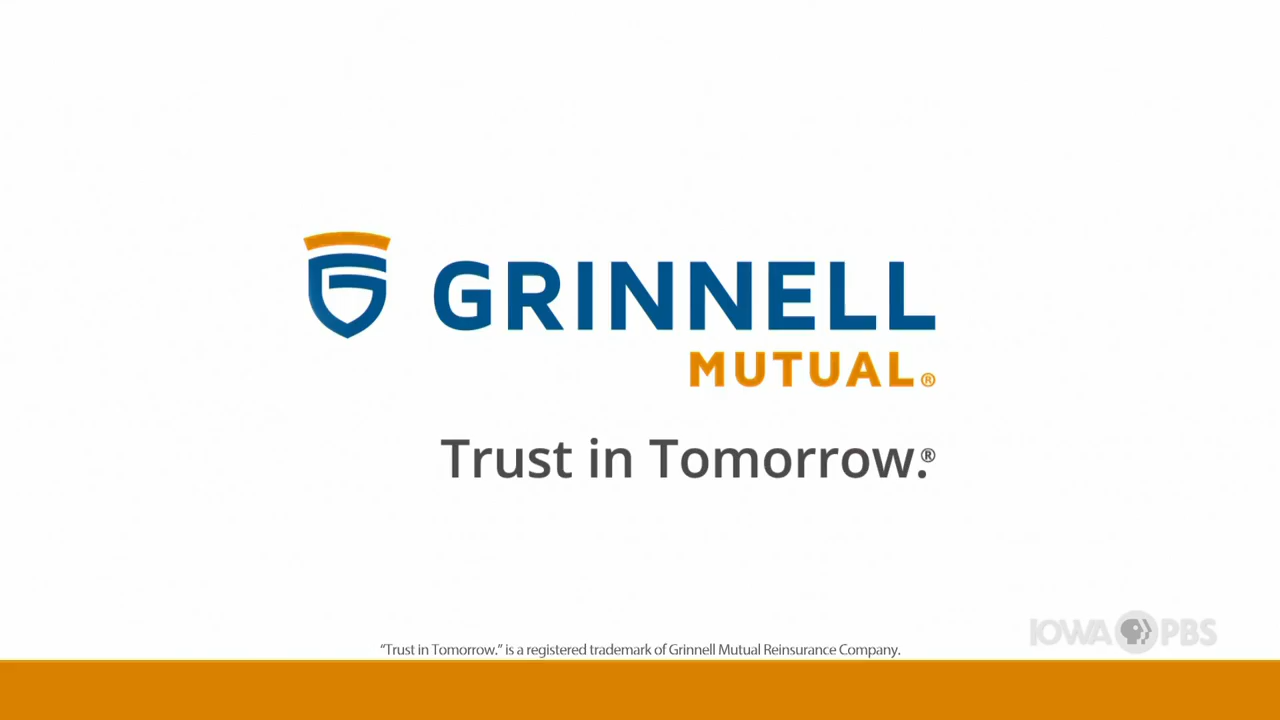 GRINNELL
MUTUAL®
Trust in Tomorrow.®
IOWA PBS
“Trust in Tomorrow.” is a registered trademark of Grinnell Mutual Reinsurance Company.